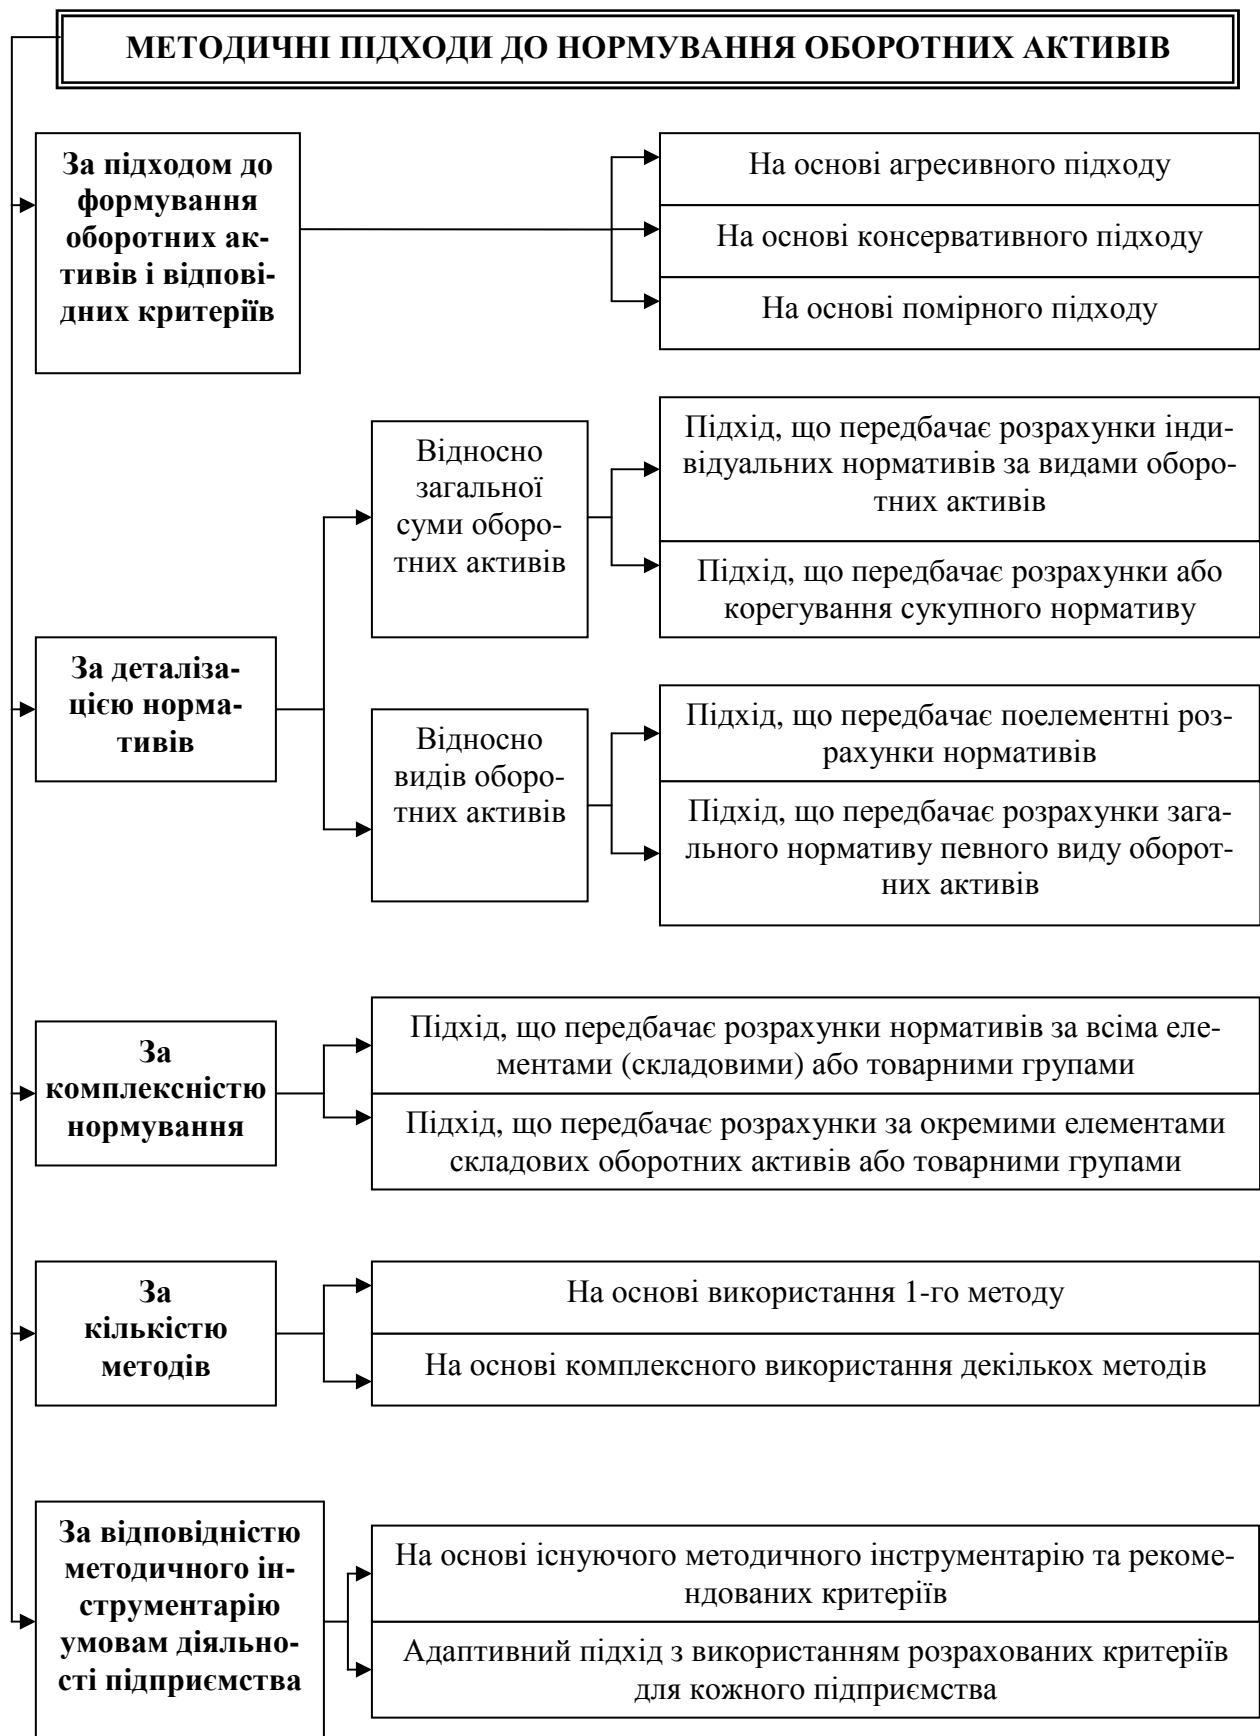 МЕТОДИЧНІ ПІДХОДИ ДО НОРМУВАННЯ ОБОРОТНИХ АКТИВІВ
За підходом до
формування
оборотних ак-
тивів і відпові-
дних критеріїв
На основі агресивного підходу
На основі консервативного підходу
На основі помірного підходу
За деталіза-
цією норма-
тивів
Відносно
загальної
суми оборо-
тних активів
Підхід, що передбачає розрахунки інди-
відуальних нормативів за видами оборо-
тних активів
Підхід, що передбачає розрахунки або
корегування сукупного нормативу
Відносно
видів оборо-
тних активів
Підхід, що передбачає поелементні роз-
рахунки нормативів
Підхід, що передбачає розрахунки зага-
льного нормативу певного виду оборот-
них активів
За
комплексністю
нормування
Підхід, що передбачає розрахунки нормативів за всіма еле-
ментами (складовими) або товарними групами
Підхід, що передбачає розрахунки за окремими елементами
складових оборотних активів або товарними групами
За
кількістю
методів
На основі використання 1-го методу
На основі комплексного використання декількох методів
За відповідністю
методичного ін-
струментарію
умовам діяльно-
сті підприємства
На основі існуючого методичного інструментарію та рекоме-
ндованих критеріїв
Адаптивний підхід з використанням розрахованих критеріїв
для кожного підприємства